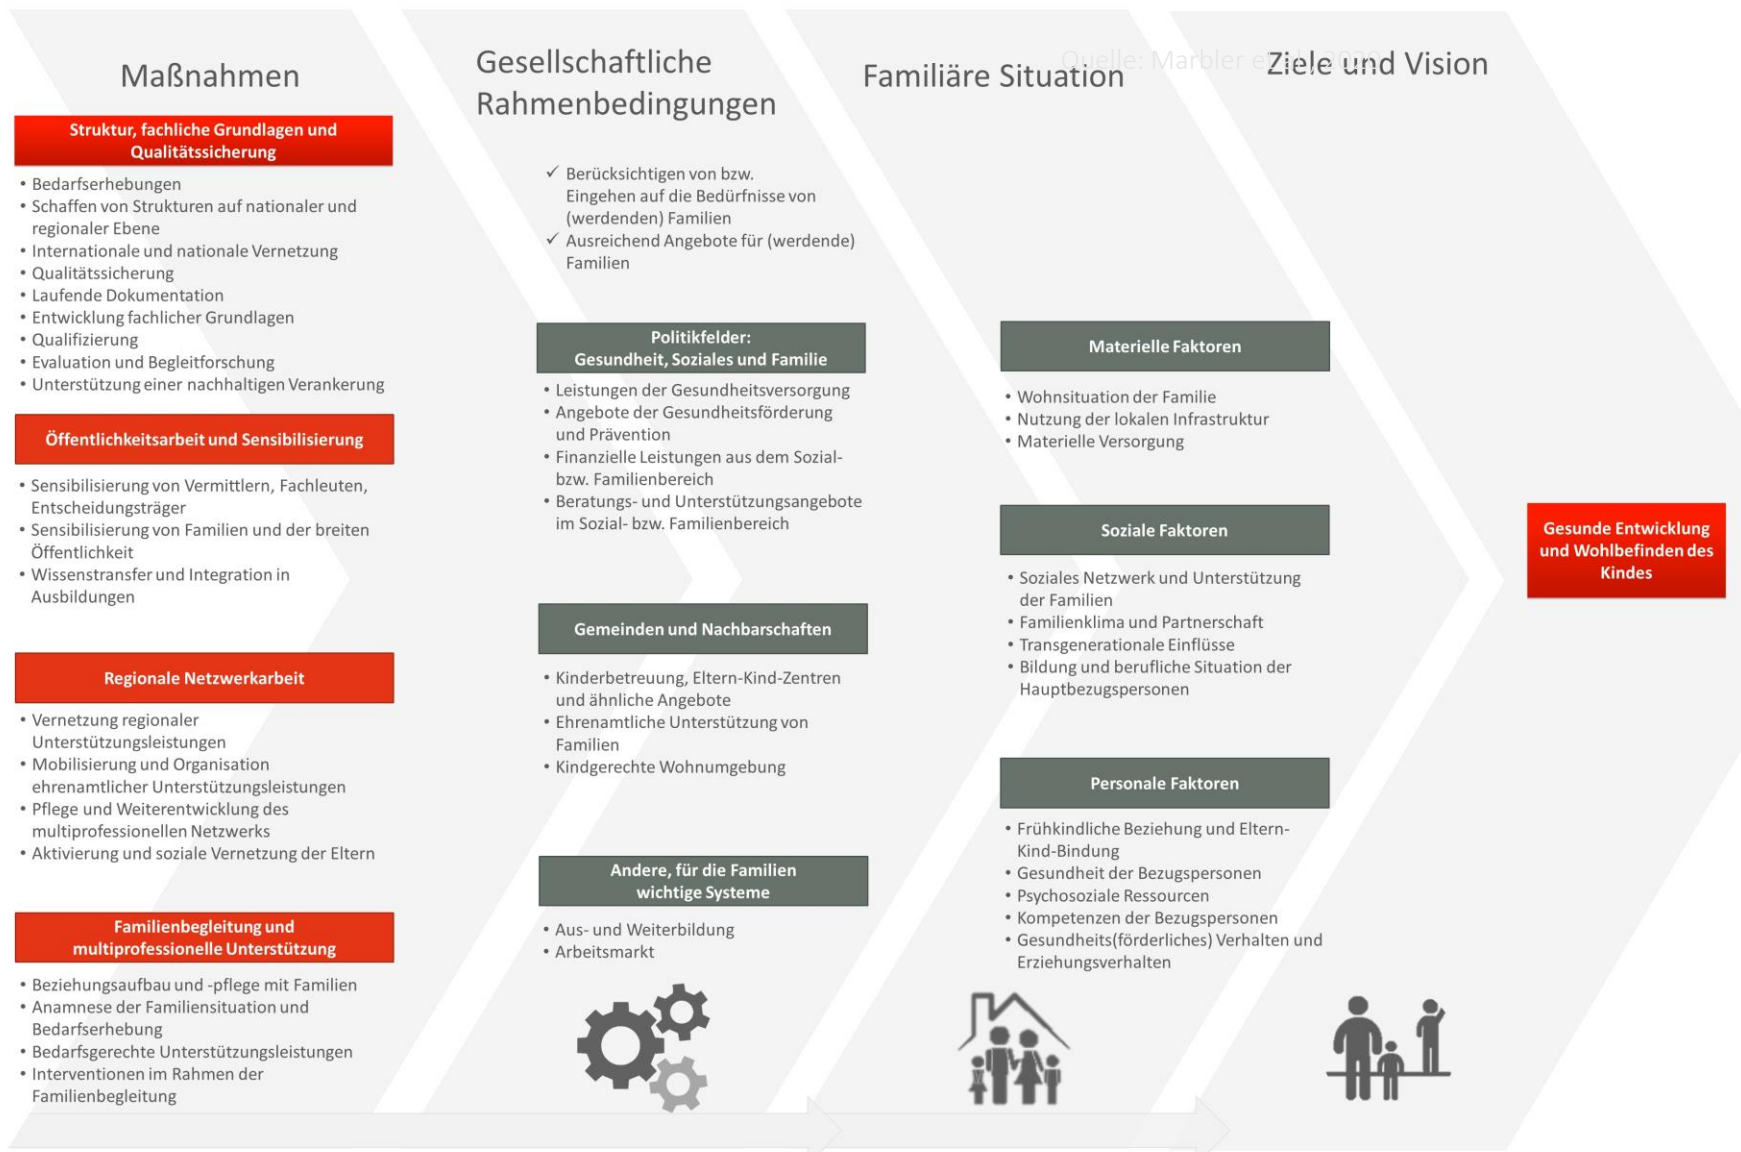 Maßnahmen
Struktur, fachliche Grundlagen und
Qualitätssicherung
• Bedarfserhebungen
• Schaffen von Strukturen auf nationaler und
regionaler Ebene
• Internationale und nationale Vernetzung
• Qualitätssicherung
• Laufende Dokumentation
• Entwicklung fachlicher Grundlagen
• Qualifizierung
• Evaluation und Begleitforschung
• Unterstützung einer nachhaltigen Verankerung
Öffentlichkeitsarbeit und Sensibilisierung
• Sensibilisierung von Vermittlern, Fachleuten,
Entscheidungsträger
• Sensibilisierung von Familien und der breiten
Öffentlichkeit
• Wissenstransfer und Integration in
Ausbildungen
Regionale Netzwerkarbeit
• Vernetzung regionaler
Unterstützungsleistungen
• Mobilisierung und Organisation
ehrenamtlicher Unterstützungsleistungen
• Pflege und Weiterentwicklung des
multiprofessionellen Netzwerks
• Aktivierung und soziale Vernetzung der Eltern
Familienbegleitung und
multiprofessionelle Unterstützung
• Beziehungsaufbau und -pflege mit Familien
• Anamnese der Familiensituation und
Bedarfserhebung
• Bedarfsgerechte Unterstützungsleistungen
• Interventionen im Rahmen der
Familienbegleitung
Gesellschaftliche
Rahmenbedingungen
✓ Berücksichtigen von bzw.
Eingehen auf die Bedürfnisse von
(werdenden) Familien
✓ Ausreichend Angebote für (werdende)
Familien
Politikfelder:
Gesundheit, Soziales und Familie
• Leistungen der Gesundheitsversorgung
• Angebote der Gesundheitsförderung
und Prävention
• Finanzielle Leistungen aus dem Sozial-
bzw. Familienbereich
• Beratungs- und Unterstützungsangebote
im Sozial- bzw. Familienbereich
Gemeinden und Nachbarschaften
• Kinderbetreuung, Eltern-Kind-Zentren
und ähnliche Angebote
• Ehrenamtliche Unterstützung von
Familien
• Kindgerechte Wohnumgebung
Andere, für die Familien
wichtige Systeme
• Aus- und Weiterbildung
• Arbeitsmarkt
Familiäre Situation
Materielle Faktoren
• Wohnsituation der Familie
• Nutzung der lokalen Infrastruktur
• Materielle Versorgung
Soziale Faktoren
• Soziales Netzwerk und Unterstützung
der Familien
• Familienklima und Partnerschaft
• Transgenerationale Einflüsse
• Bildung und berufliche Situation der
Hauptbezugspersonen
Personale Faktoren
• Frühkindliche Beziehung und Eltern-
Kind-Bindung
• Gesundheit der Bezugspersonen
• Psychosoziale Ressourcen
• Kompetenzen der Bezugspersonen
• Gesundheits(förderliches) Verhalten und
Erziehungsverhalten
Quelle: Marbler
Ziele und Vision
Gesunde Entwicklung
und Wohlbefinden des
Kindes